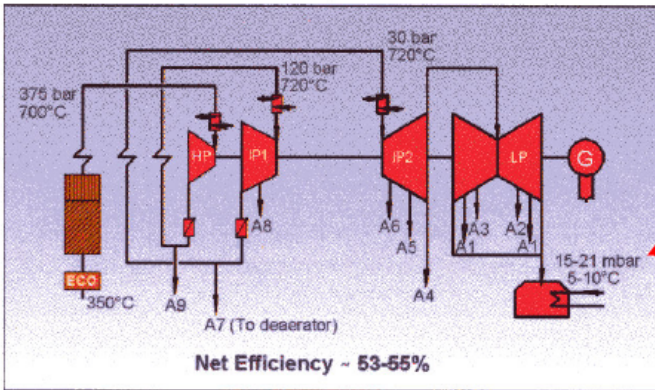 30 bar
720°C
120 bar
720°C
375 bar
700°C
HP
IP1
IP2
LP
G
A8
A6
A5
A3
A1
A2
A1
15-21 mbar
5-10°C
ECO
350°C
A9
A4
A7 (To deaerator)
Net Efficiency ~ 53-55%